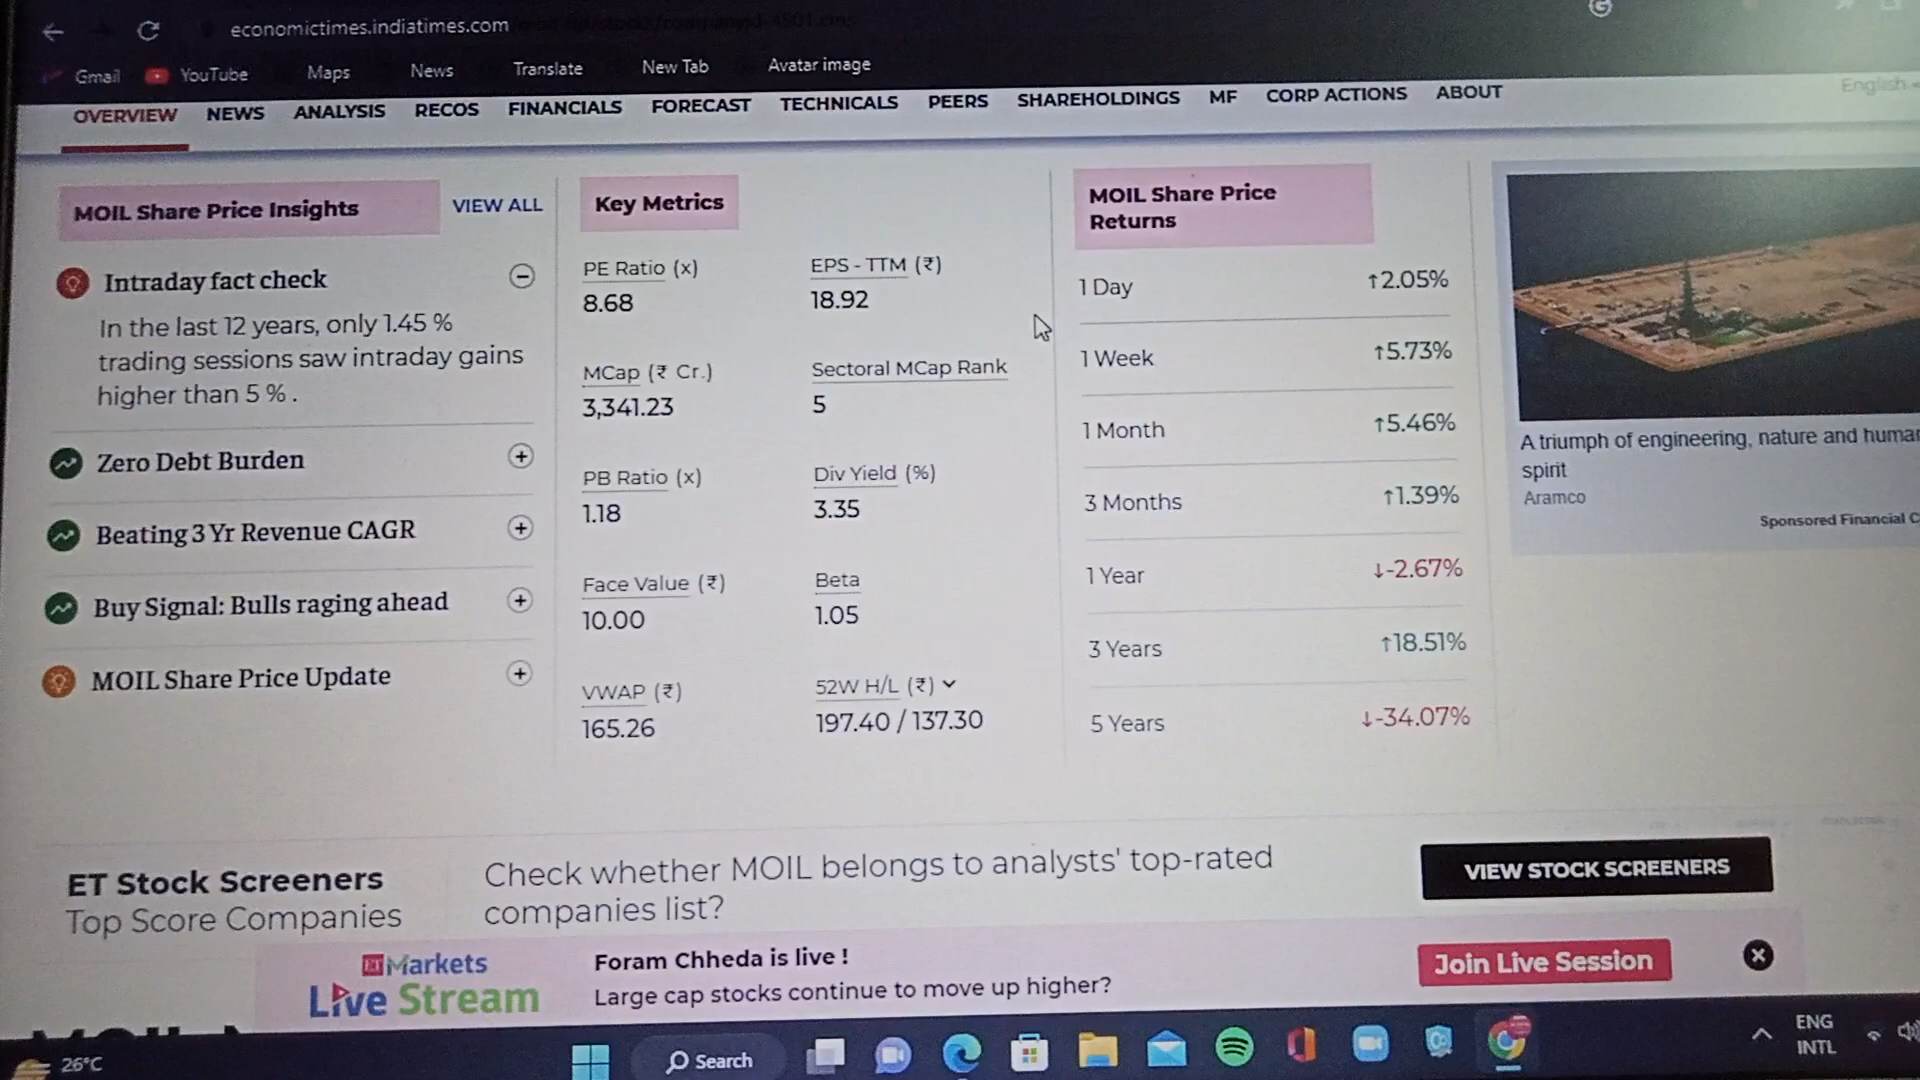 economictimes.indiatimes.com
Gmail YouTube Maps News Translate New Tab Avatar image
OVERVIEW NEWS ANALYSIS RECOS FINANCIALS FORECAST TECHNICALS PEERS SHAREHOLDINGS MF CORP ACTIONS ABOUT
English
MOIL Share Price Insights VIEW ALL
Intraday fact check
In the last 12 years, only 1.45 %
trading sessions saw intraday gains
higher than 5 % .
Zero Debt Burden
Beating 3 Yr Revenue CAGR
Buy Signal: Bulls raging ahead
MOIL Share Price Update
Key Metrics
PE Ratio (x) EPS - TTM (₹)
8.68 18.92
MCap (₹ Cr.) Sectoral MCap Rank
3,341.23 5
PB Ratio (x) Div Yield (%)
1.18 3.35
Face Value (₹) Beta
10.00 1.05
VWAP (₹) 52W H/L (₹)
165.26 197.40 / 137.30
MOIL Share Price
Returns
1 Day ↑2.05%
1 Week ↑5.73%
1 Month ↑5.46%
3 Months ↑1.39%
1 Year ↓-2.67%
3 Years ↑18.51%
5 Years ↓-34.07%
A triumph of engineering, nature and human
spirit
Aramco
Sponsored Financial C
ET Stock Screeners
Top Score Companies
Check whether MOIL belongs to analysts' top-rated
companies list?
VIEW STOCK SCREENERS
ET Markets
Live Stream
Foram Chheda is live !
Large cap stocks continue to move up higher?
Join Live Session
26°C
Search
ENG
INTL